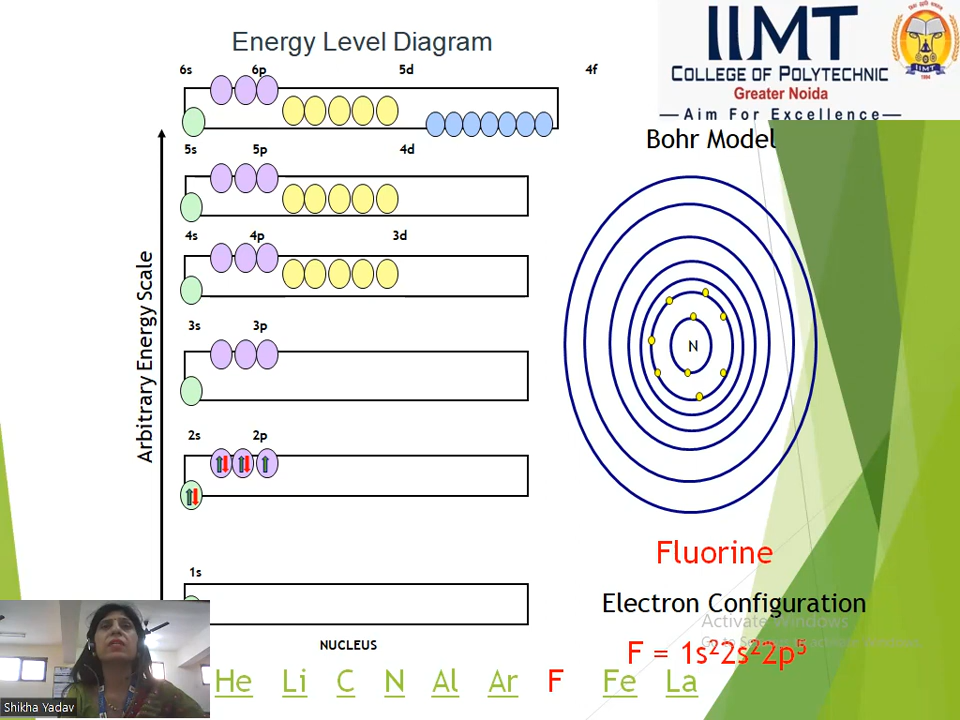 Energy Level Diagram
IIMT
COLLEGE OF POLYTECHNIC
Greater Noida
— Aim For Excellence —
IIMT
6s 6p 5d 4f
Bohr Model
5s 5p 4d
4s 4p 3d
Arbitrary Energy Scale
3s 3p
N
2s 2p
Fluorine
1s
Electron Configuration
Activate Windows
NUCLEUS
F = 1s²2s²2p⁵
He Li C N Al Ar F Fe La
Shikha Yadav